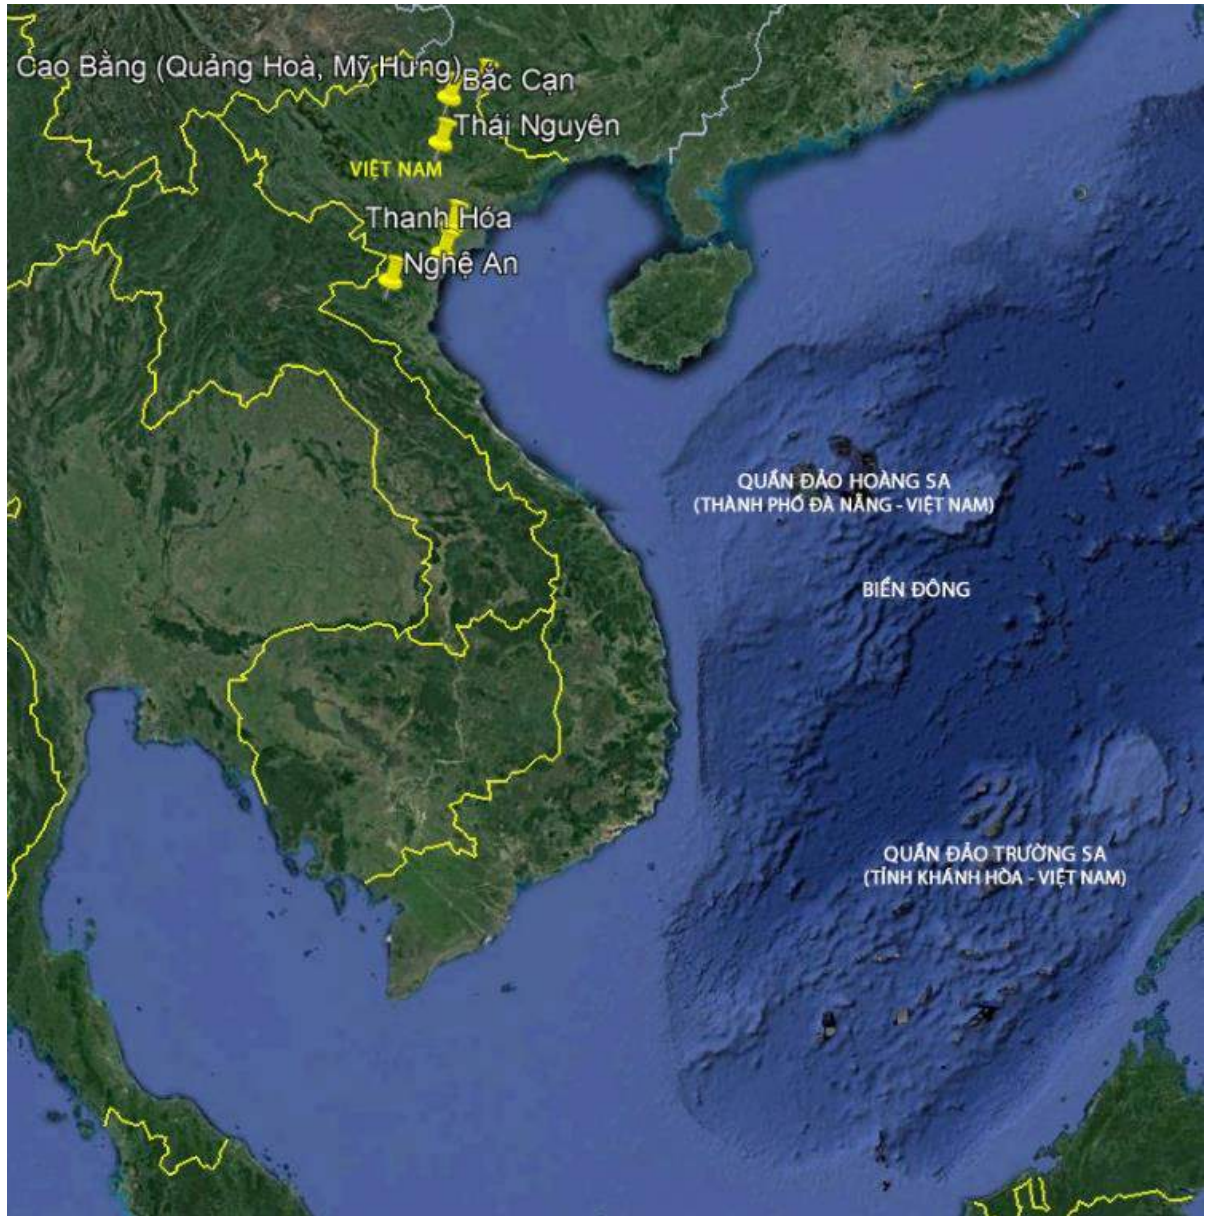 Cao Bằng (Quảng Hoà, Mỹ Hưng)
Bắc Cạn
Thái Nguyên
VIỆT NAM
Thanh Hóa
Nghệ An
QUẦN ĐẢO HOÀNG SA
(THÀNH PHỐ ĐÀ NẴNG - VIỆT NAM)
BIỂN ĐÔNG
QUẦN ĐẢO TRƯỜNG SA
(TỈNH KHÁNH HÒA - VIỆT NAM)